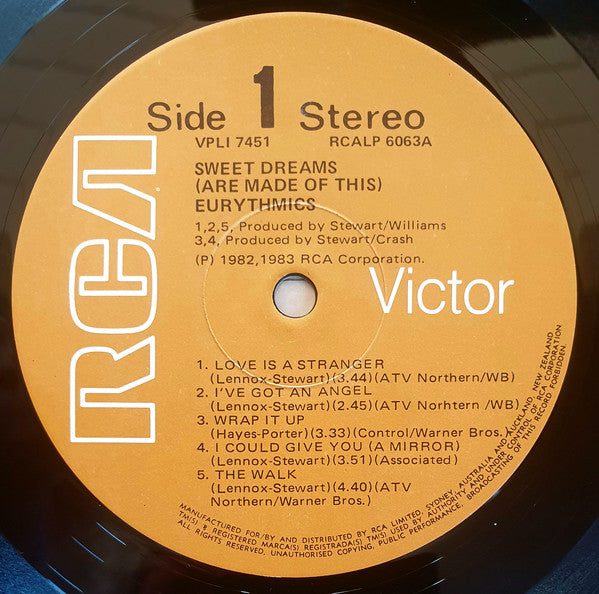 Side 1 Stereo
VPLI 7451 RCALP 6063A
SWEET DREAMS
(ARE MADE OF THIS)
EURYTHMICS
1,2,5, Produced by Stewart/Williams
3,4, Produced by Stewart/Crash
(P) 1982,1983 RCA Corporation.
RCA
Victor
1. LOVE IS A STRANGER
(Lennox-Stewart)(3.44)(ATV Northern/WB)
2. I'VE GOT AN ANGEL
(Lennox-Stewart)(2.45)(ATV Norhtern /WB)
3. WRAP IT UP
(Hayes-Porter)(3.33)(Control/Warner Bros.)
4. I COULD GIVE YOU (A MIRROR)
(Lennox-Stewart)(3.51)(Associated)
5. THE WALK
(Lennox-Stewart)(4.40)(ATV
Northern/Warner Bros.)
MANUFACTURED FOR/BY AND DISTRIBUTED BY RCA LIMITED, SYDNEY, AUSTRALIA AND AUCKLAND, NEW ZEALAND
TM(S) ® REGISTERED MARCA(S) REGISTRADA(S) TM(S) USED BY AUTHORITY AND UNDER CONTROL OF RCA CORPORATION
ALL RIGHTS RESERVED, UNAUTHORISED COPYING, PUBLIC PERFORMANCE, BROADCASTING OF THIS RECORD FORBIDDEN.